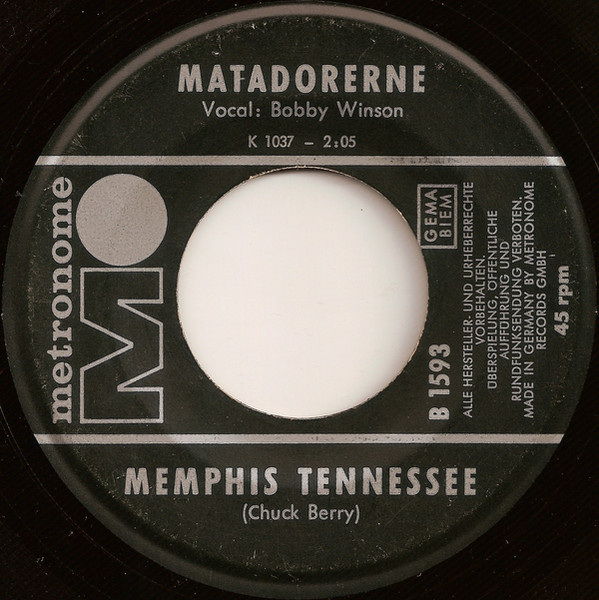 MATADORERNE
Vocal: Bobby Winson
K 1037 – 2:05
metronome
GEMA
BIEM
B 1593
ALLE HERSTELLER- UND URHEBERRECHTE
VORBEHALTEN.
ÜBERSPIELUNG, ÖFFENTLICHE
AUFFÜHRUNG UND
RUNDFUNKSENDUNG VERBOTEN.
MADE IN GERMANY BY METRONOME
RECORDS GMBH
45 rpm
MEMPHIS TENNESSEE
(Chuck Berry)